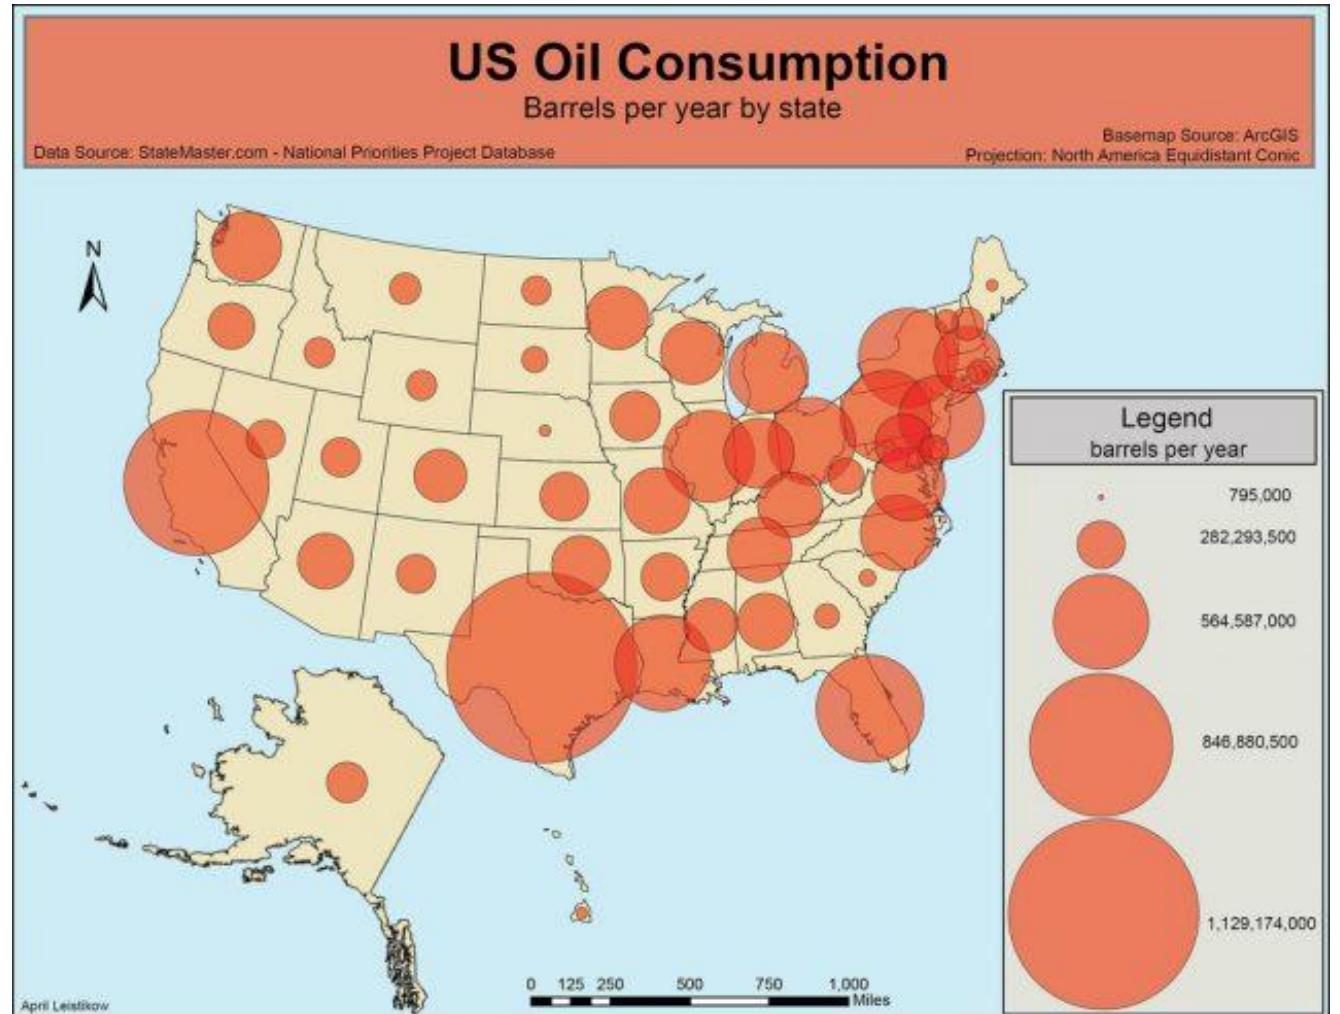 US Oil Consumption
Barrels per year by state
Data Source: StateMaster.com - National Priorities Project Database
Basemap Source: ArcGIS
Projection: North America Equidistant Conic
N
Legend
barrels per year
795,000
282,293,500
564,587,000
846,880,500
1,129,174,000
0 125 250 500 750 1,000
Miles
April Leistikow